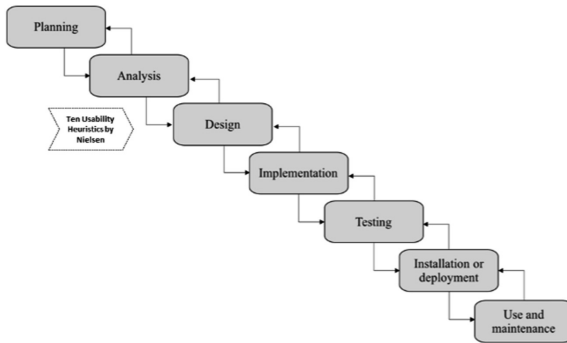 Planning
Analysis
Ten Usability
Heuristics by
Nielsen
Design
Implementation
Testing
Installation or
deployment
Use and
maintenance